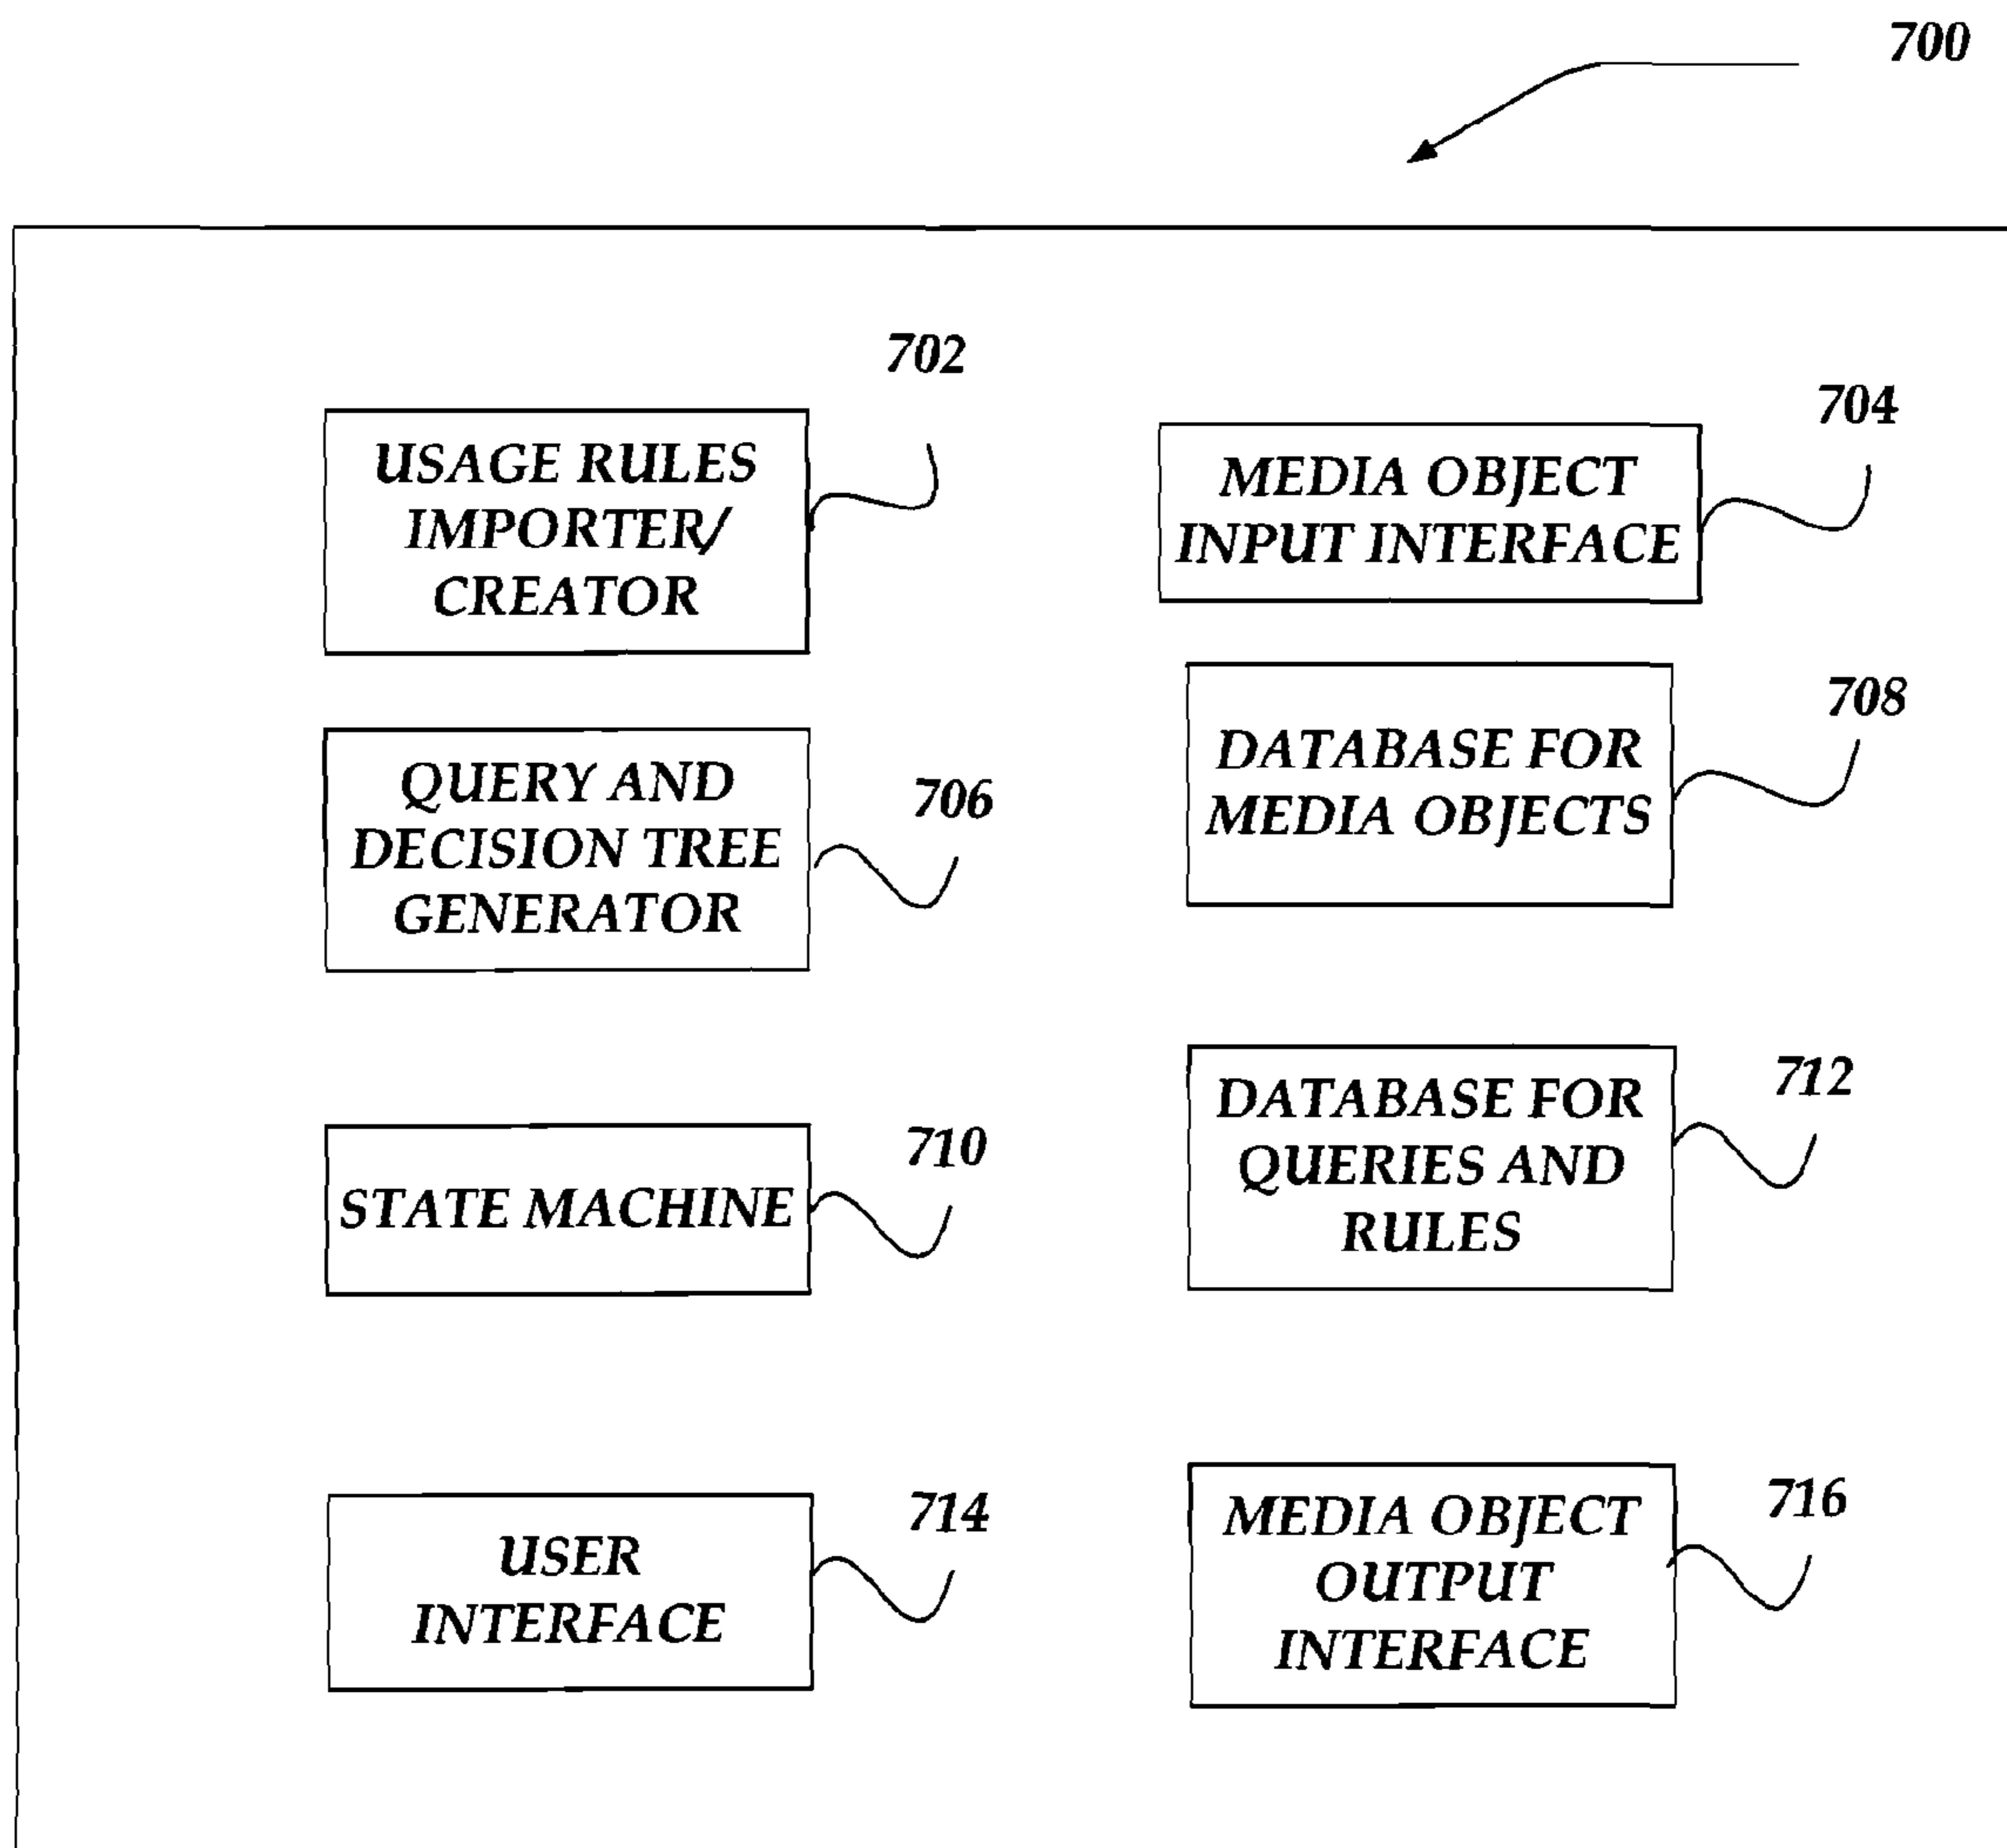 700
702
USAGE RULES
IMPORTER/
CREATOR
704
MEDIA OBJECT
INPUT INTERFACE
706
QUERY AND
DECISION TREE
GENERATOR
708
DATABASE FOR
MEDIA OBJECTS
710
STATE MACHINE
712
DATABASE FOR
QUERIES AND
RULES
714
USER
INTERFACE
716
MEDIA OBJECT
OUTPUT
INTERFACE